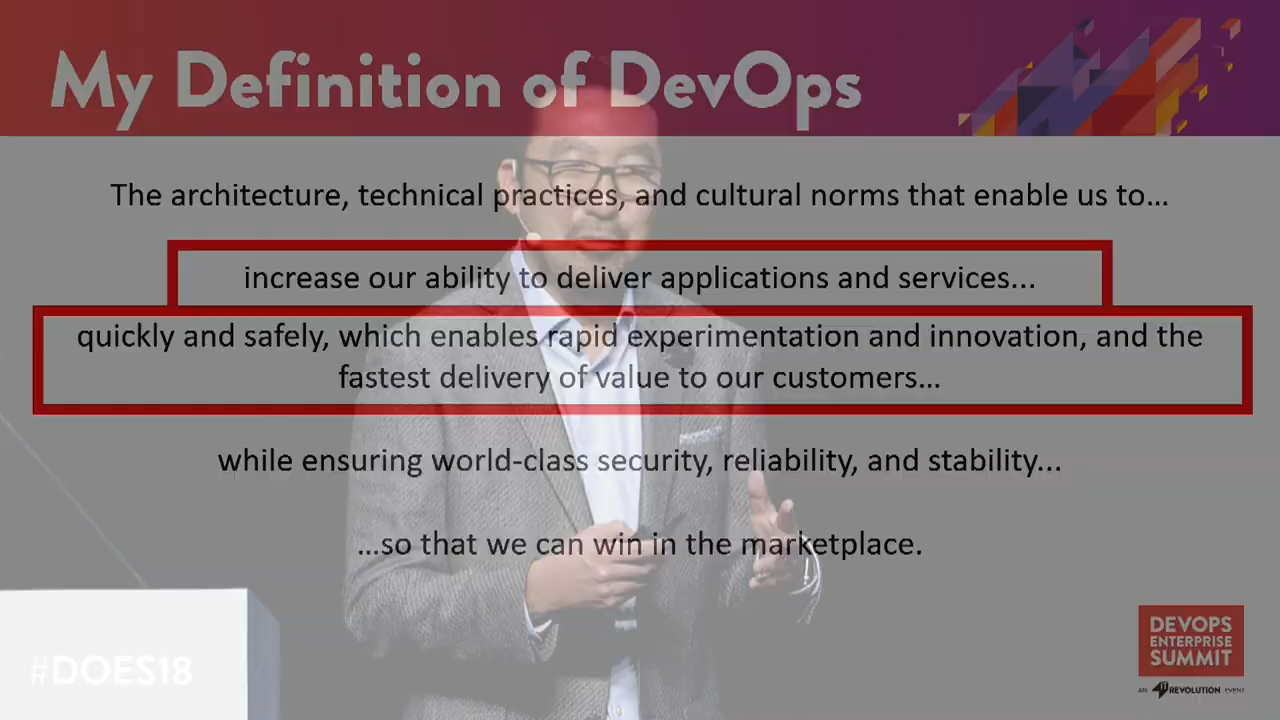 My Definition of DevOps
The architecture, technical practices, and cultural norms that enable us to...
increase our ability to deliver applications and services...
quickly and safely, which enables rapid experimentation and innovation, and the
fastest delivery of value to our customers...
while ensuring world-class security, reliability, and stability...
...so that we can win in the marketplace.
#DOES18
DEVOPS
ENTERPRISE
SUMMIT
AN IT REVOLUTION EVENT